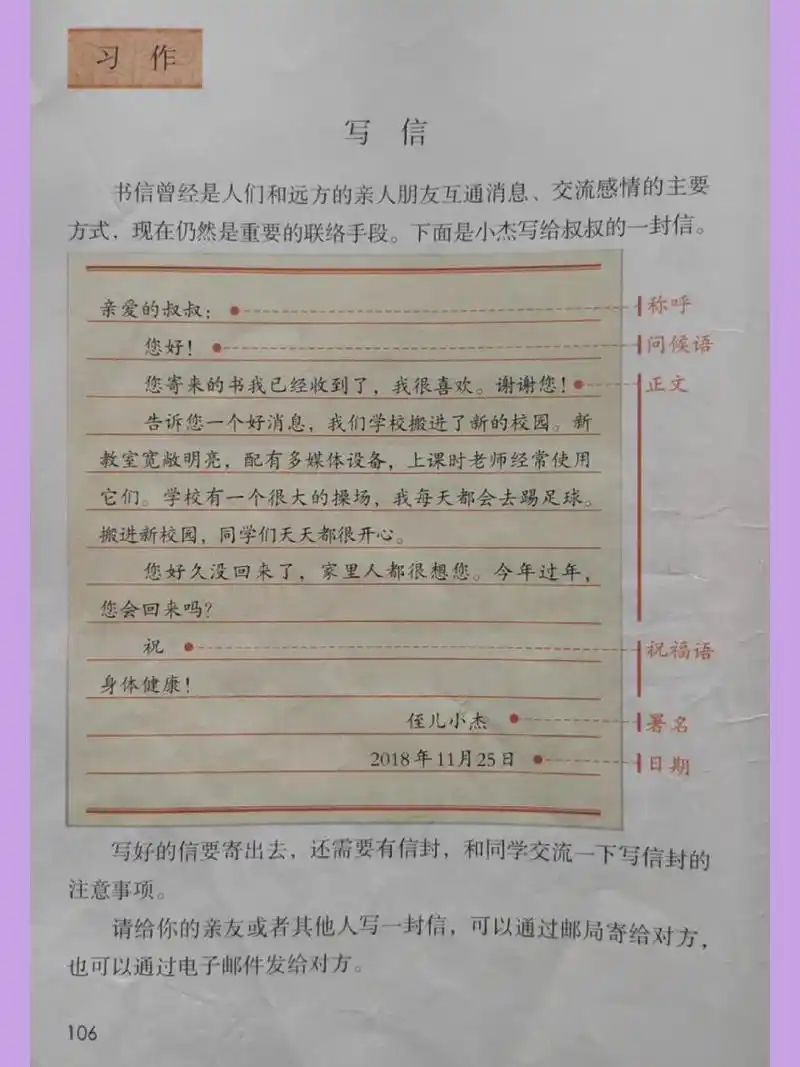 习 作
写 信
书信曾经是人们和远方的亲人朋友互通消息、交流感情的主要
方式，现在仍然是重要的联络手段。下面是小杰写给叔叔的一封信。
亲爱的叔叔： 称呼
您好！ 问候语
您寄来的书我已经收到了，我很喜欢。谢谢您！ 正文
告诉您一个好消息，我们学校搬进了新的校园。新
教室宽敞明亮，配有多媒体设备，上课时老师经常使用
它们。学校有一个很大的操场，我每天都会去踢足球。
搬进新校园，同学们天天都很开心。
您好久没回来了，家里人都很想您。今年过年，
您会回来吗？
祝 祝福语
身体健康！
侄儿小杰 署名
2018年11月25日 日期
写好的信要寄出去，还需要有信封，和同学交流一下写信封的
注意事项。
请给你的亲友或者其他人写一封信，可以通过邮局寄给对方，
也可以通过电子邮件发给对方。
106